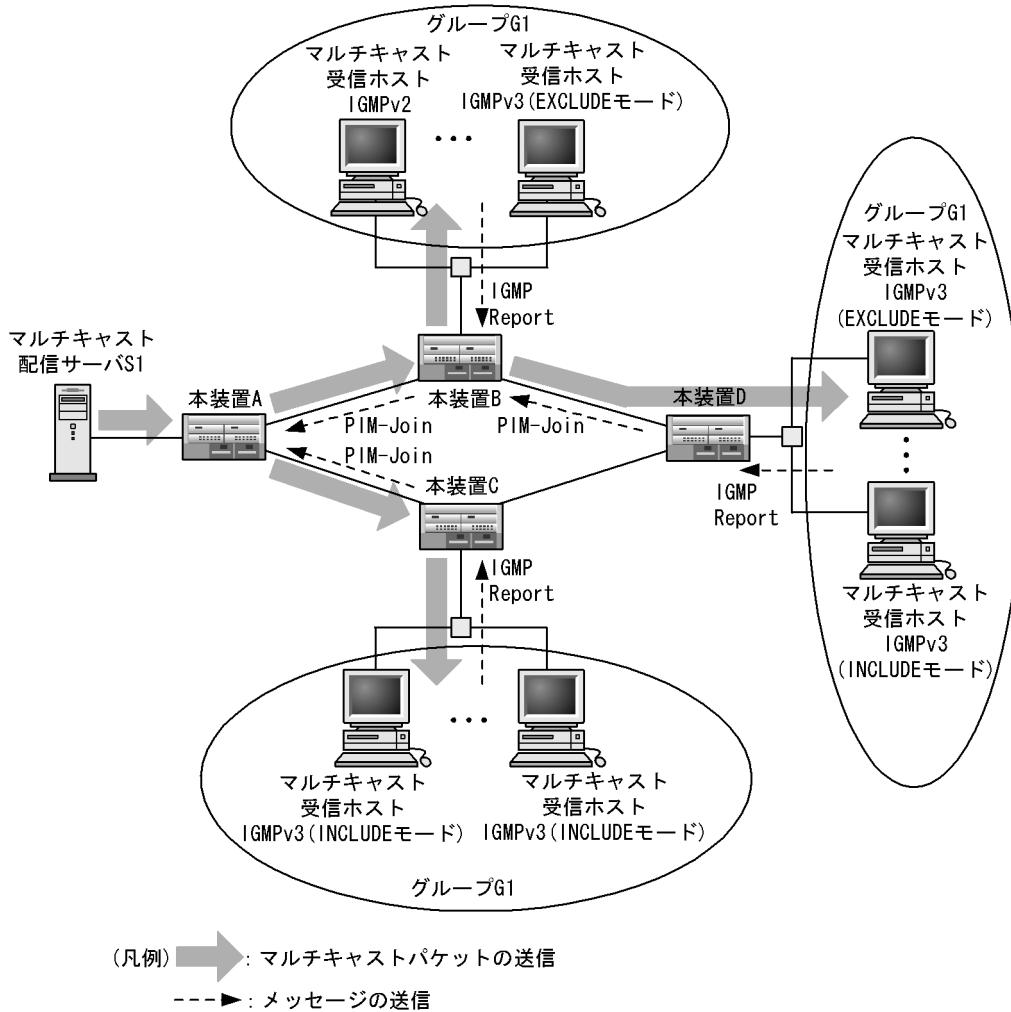 グループG1
マルチキャスト
受信ホスト
IGMPv2
マルチキャスト
受信ホスト
IGMPv3(EXCLUDEモード)
･･･
IGMP
Report
グループG1
マルチキャスト
受信ホスト
IGMPv3
(EXCLUDEモード)
マルチキャスト
配信サーバS1
本装置A
本装置B
本装置D
PIM-Join
PIM-Join
PIM-Join
本装置C
IGMP
Report
IGMP
Report
マルチキャスト
受信ホスト
IGMPv3
(INCLUDEモード)
･･･
マルチキャスト
受信ホスト
IGMPv3(INCLUDEモード)
マルチキャスト
受信ホスト
IGMPv3(INCLUDEモード)
グループG1
(凡例)
:マルチキャストパケットの送信
:メッセージの送信